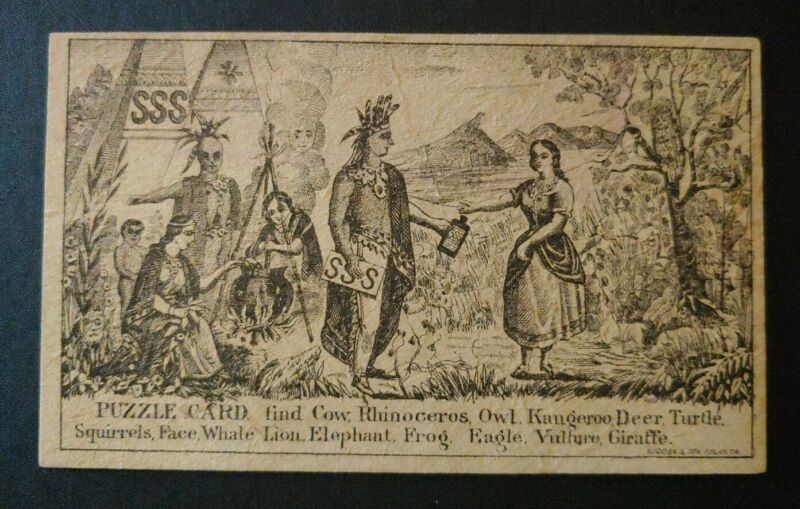 SSS
SSS
PUZZLE CARD. find Cow, Rhinoceros, Owl, Kangeroo, Deer, Turtle,
Squirrels, Face, Whale Lion, Elephant, Frog, Eagle, Vulture, Giraffe.